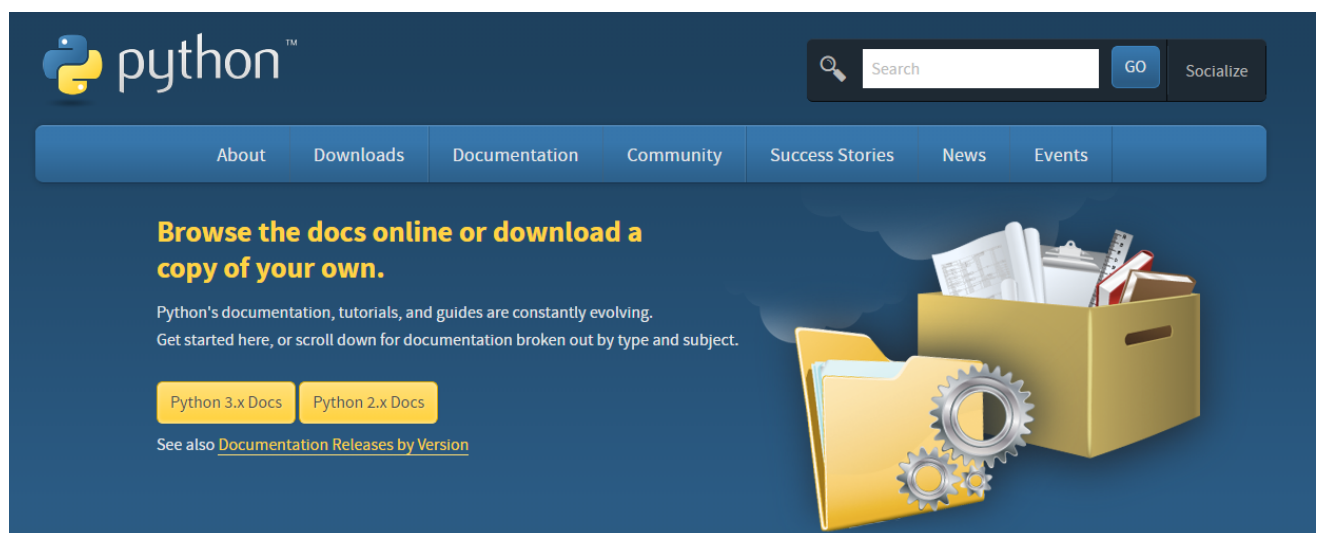 python™
Search
GO
Socialize
About Downloads Documentation Community Success Stories News Events
Browse the docs online or download a
copy of your own.
Python's documentation, tutorials, and guides are constantly evolving.
Get started here, or scroll down for documentation broken out by type and subject.
Python 3.x Docs Python 2.x Docs
See also Documentation Releases by Version